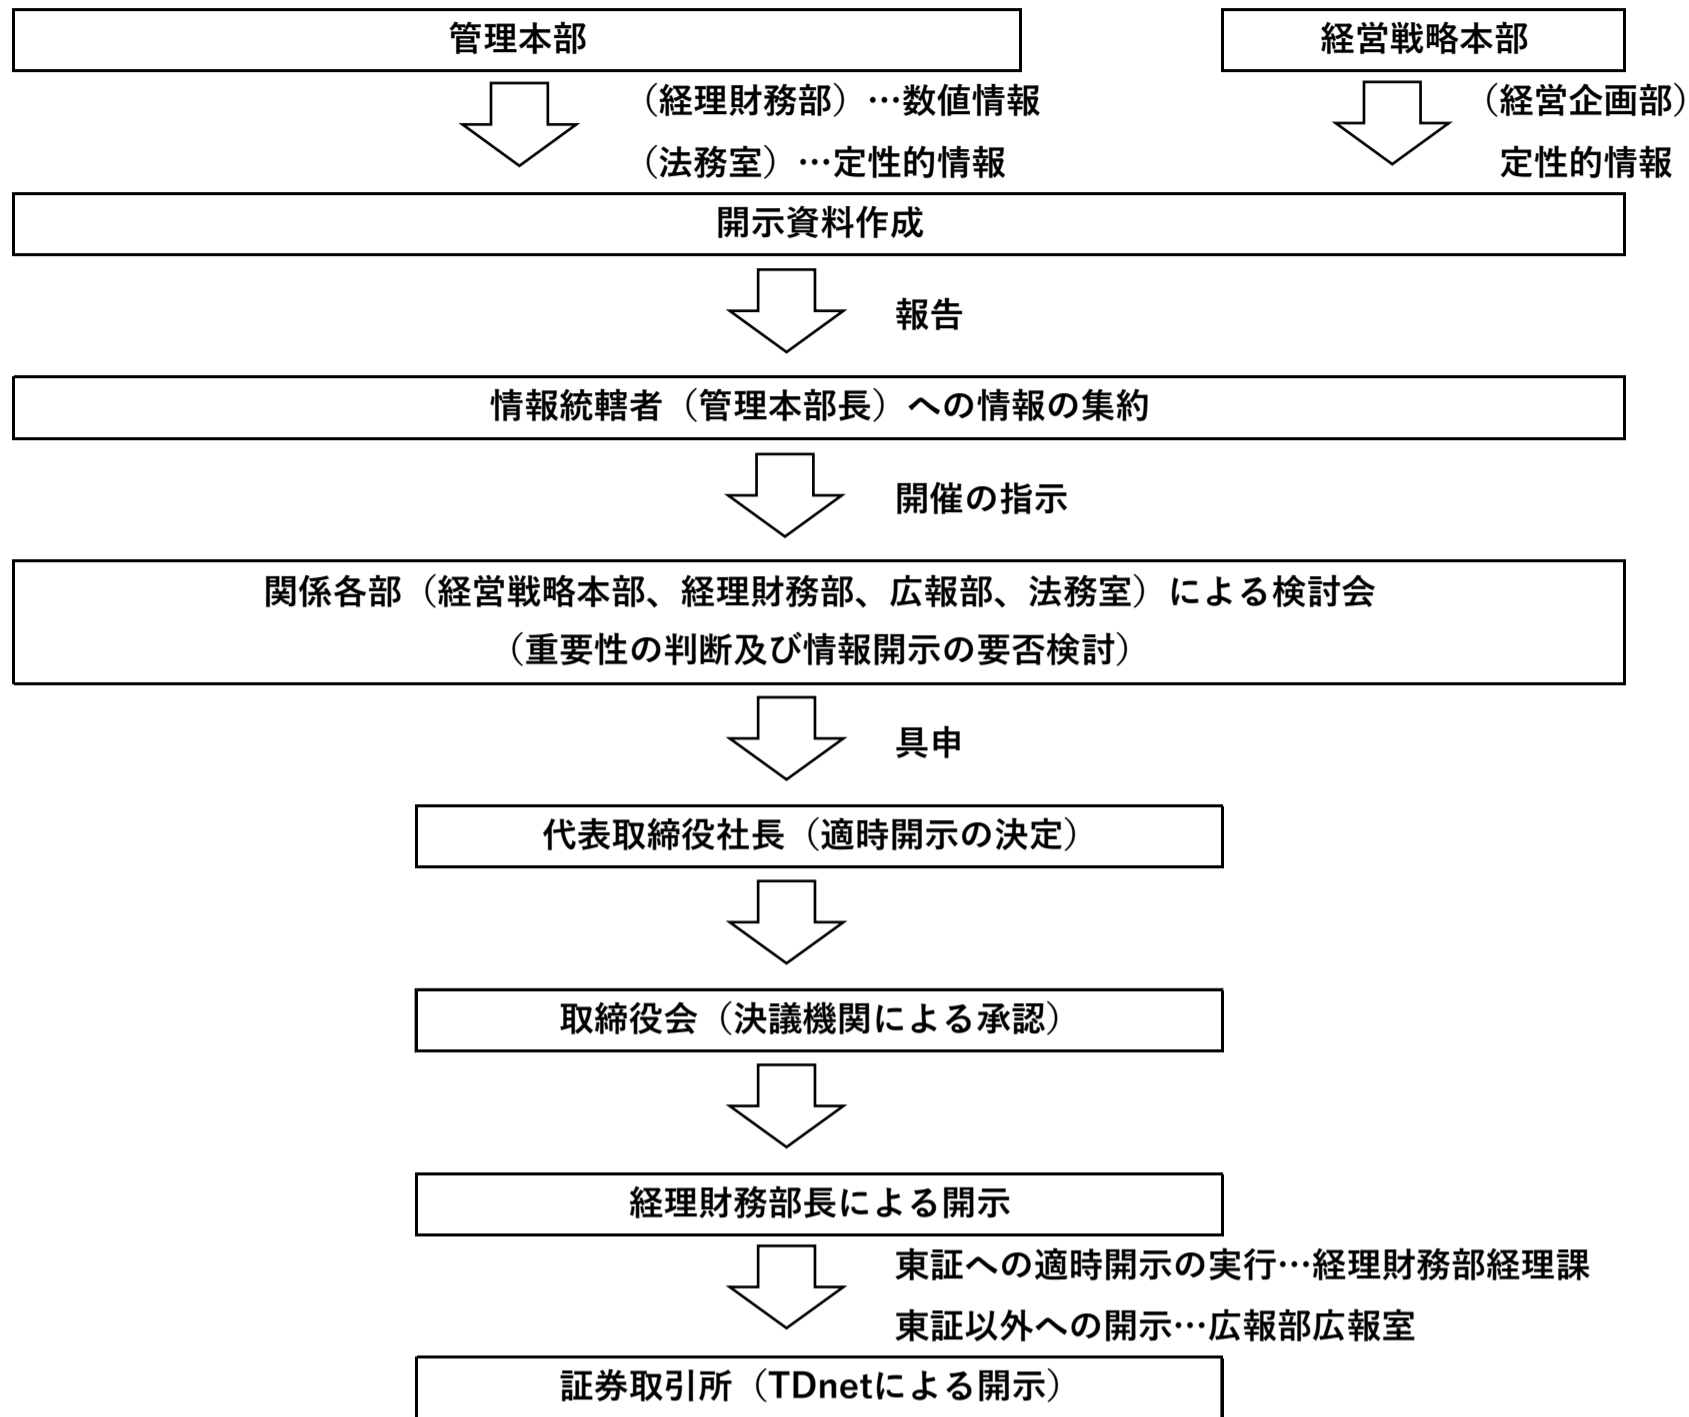 管理本部
経営戦略本部
（経理財務部）…数値情報
（法務室）…定性的情報
（経営企画部）
定性的情報
開示資料作成
報告
情報統轄者（管理本部長）への情報の集約
開催の指示
関係各部（経営戦略本部、経理財務部、広報部、法務室）による検討会
（重要性の判断及び情報開示の要否検討）
具申
代表取締役社長（適時開示の決定）
取締役会（決議機関による承認）
経理財務部長による開示
東証への適時開示の実行…経理財務部経理課
東証以外への開示…広報部広報室
証券取引所（TDnetによる開示）